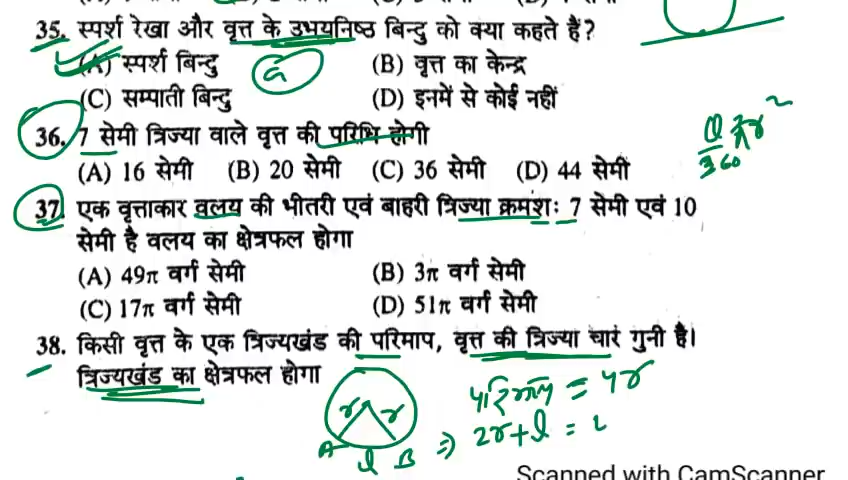 35. स्पर्श रेखा और वृत्त के उभयनिष्ठ बिन्दु को क्या कहते हैं?
(A) स्पर्श बिन्दु (B) वृत्त का केन्द्र
(C) सम्पाती बिन्दु (D) इनमें से कोई नहीं
36. 7 सेमी त्रिज्या वाले वृत्त की परिधि होगी
(A) 16 सेमी (B) 20 सेमी (C) 36 सेमी (D) 44 सेमी
θ/360 πr²
37. एक वृत्ताकार वलय की भीतरी एवं बाहरी त्रिज्या क्रमशः 7 सेमी एवं 10
सेमी है वलय का क्षेत्रफल होगा
(A) 49π वर्ग सेमी (B) 3π वर्ग सेमी
(C) 17π वर्ग सेमी (D) 51π वर्ग सेमी
38. किसी वृत्त के एक त्रिज्यखंड की परिमाप, वृत्त की त्रिज्या चार गुनी है।
त्रिज्यखंड का क्षेत्रफल होगा
r r
परिमाप = 4r
A l B ⇒ 2r + l =
Scanned with CamScanner